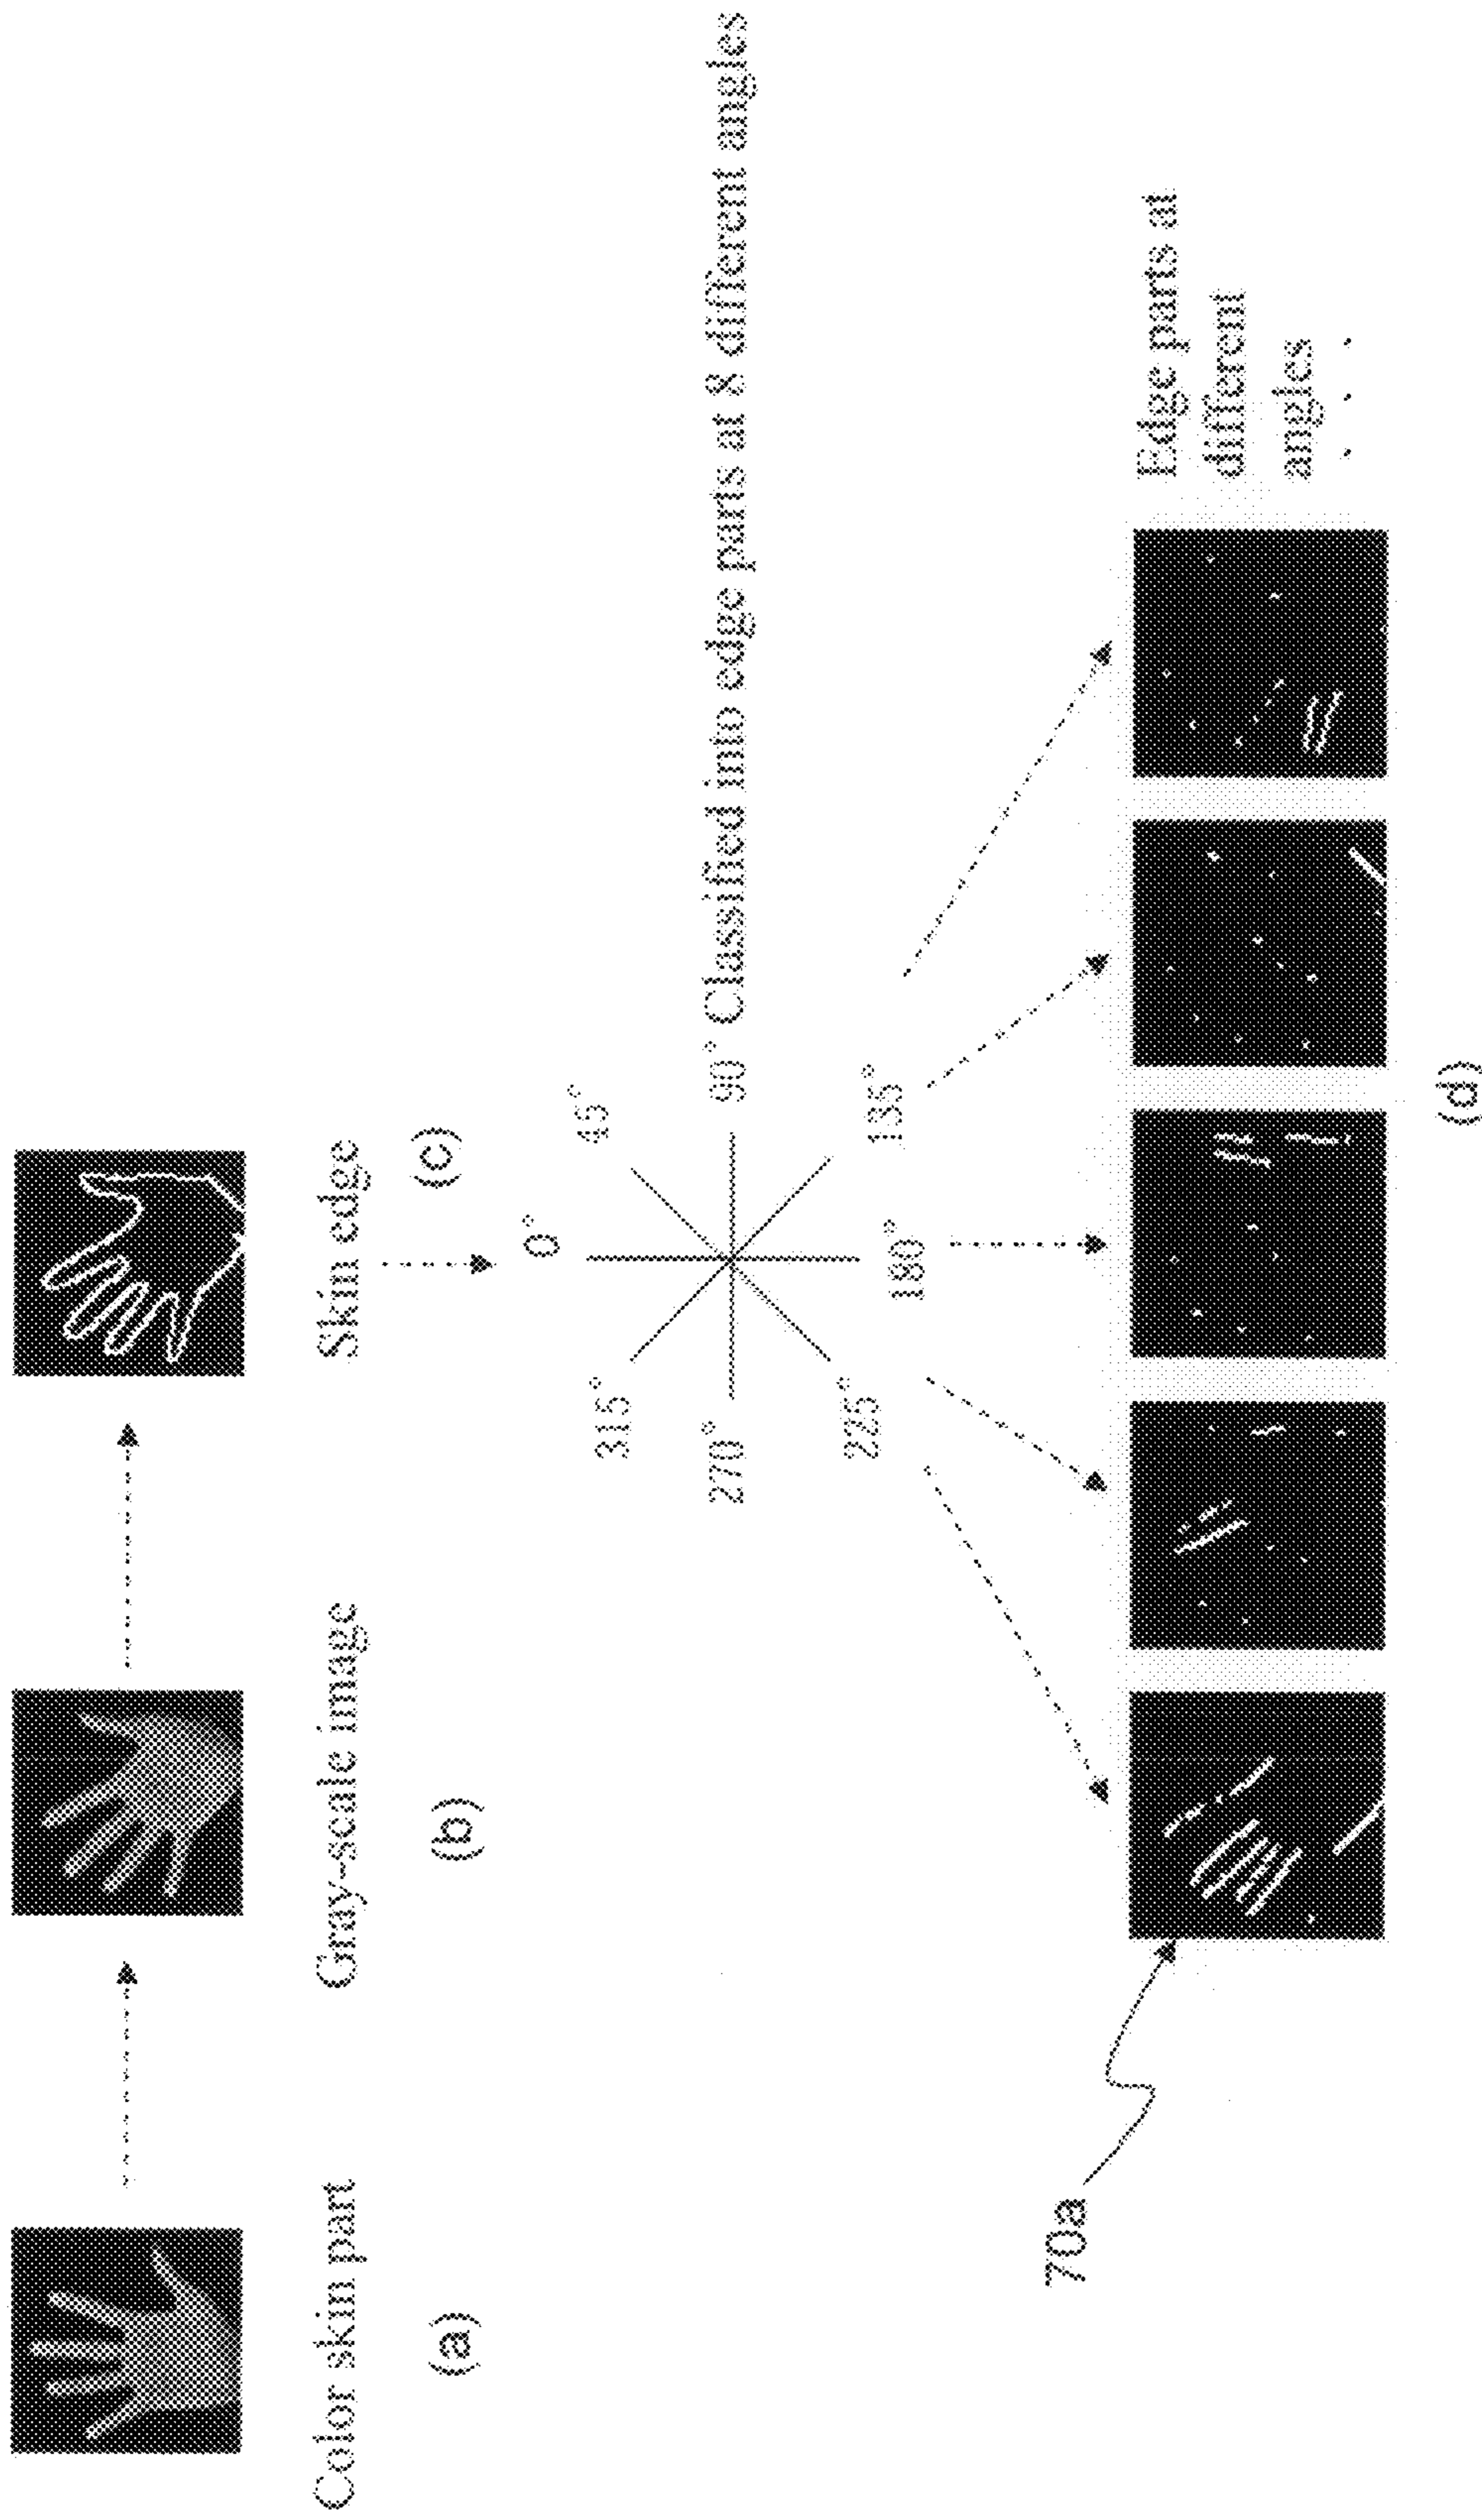 Color skin part
(a)
Gray-scale image
(b)
Skin edge
(c)
0°
45°
90°
135°
180°
225°
270°
315°
Classified into edge parts at 8 different angles
70a
Edge parts at
different
angles
. . .
(d)